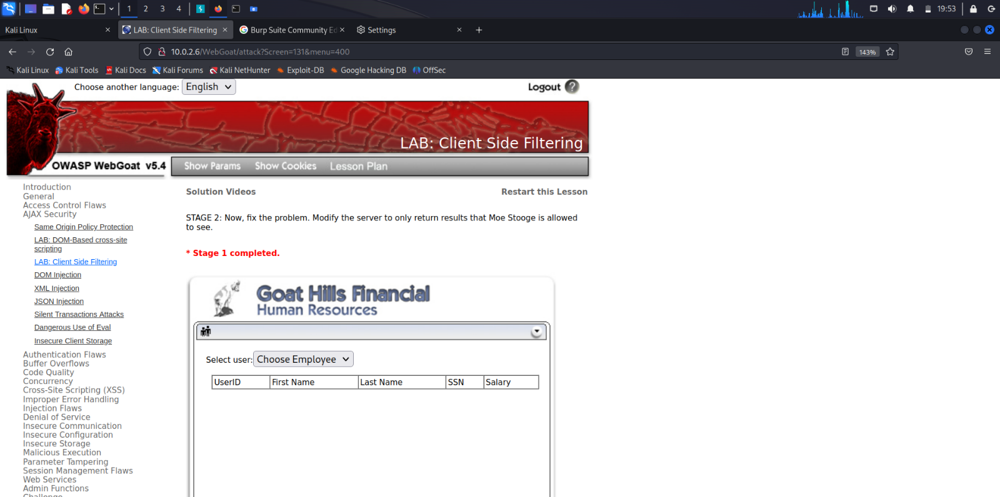 1 2 3 4 19:53
Kali Linux LAB: Client Side Filtering Burp Suite Community Ed Settings
10.0.2.6/WebGoat/attack?Screen=131&menu=400 143%
Kali Linux Kali Tools Kali Docs Kali Forums Kali NetHunter Exploit-DB Google Hacking DB OffSec
Choose another language: English Logout ?
LAB: Client Side Filtering
OWASP WebGoat v5.4 Show Params Show Cookies Lesson Plan
Introduction
General
Access Control Flaws
AJAX Security
Same Origin Policy Protection
LAB: DOM-Based cross-site
scripting
LAB: Client Side Filtering
DOM Injection
XML Injection
JSON Injection
Silent Transactions Attacks
Dangerous Use of Eval
Insecure Client Storage
Authentication Flaws
Buffer Overflows
Code Quality
Concurrency
Cross-Site Scripting (XSS)
Improper Error Handling
Injection Flaws
Denial of Service
Insecure Communication
Insecure Configuration
Insecure Storage
Malicious Execution
Parameter Tampering
Session Management Flaws
Web Services
Admin Functions
Challenge
Solution Videos Restart this Lesson
STAGE 2: Now, fix the problem. Modify the server to only return results that Moe Stooge is allowed
to see.
* Stage 1 completed.
Goat Hills Financial
Human Resources
Select user: Choose Employee
UserID First Name Last Name SSN Salary